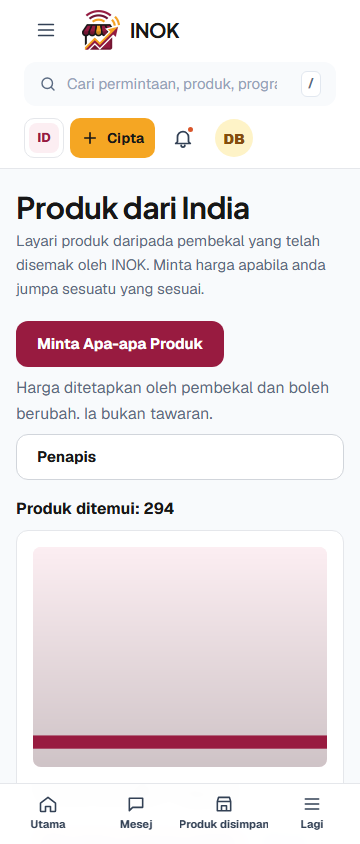 INOK
Cari permintaan, produk, progra
/
ID
+ Cipta
DB
Produk dari India
Layari produk daripada pembekal yang telah
disemak oleh INOK. Minta harga apabila anda
jumpa sesuatu yang sesuai.
Minta Apa-apa Produk
Harga ditetapkan oleh pembekal dan boleh
berubah. Ia bukan tawaran.
Penapis
Produk ditemui: 294
Utama
Mesej
Produk disimpan
Lagi